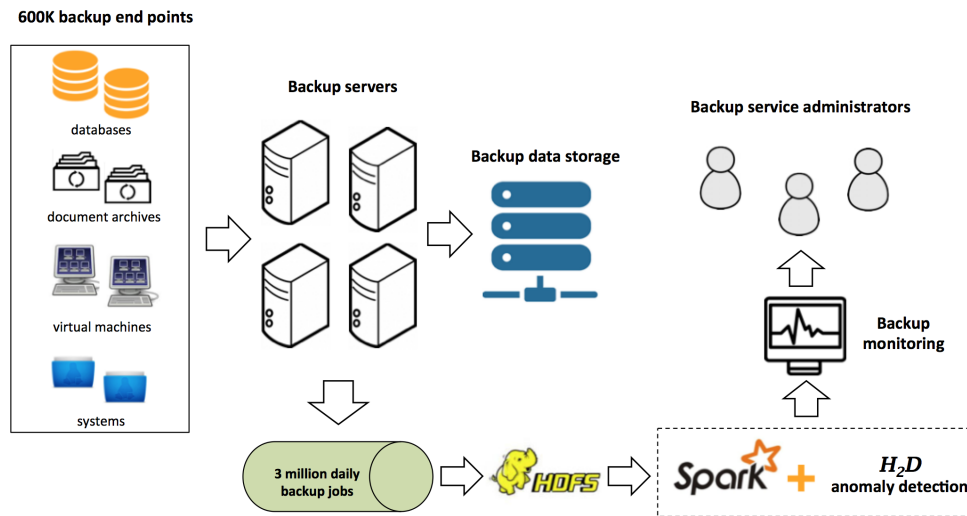 600K backup end points
databases
document archives
virtual machines
systems
Backup servers
Backup data storage
Backup service administrators
Backup
monitoring
3 million daily
backup jobs
HDFS
Spark
+
H₂D
anomaly detection